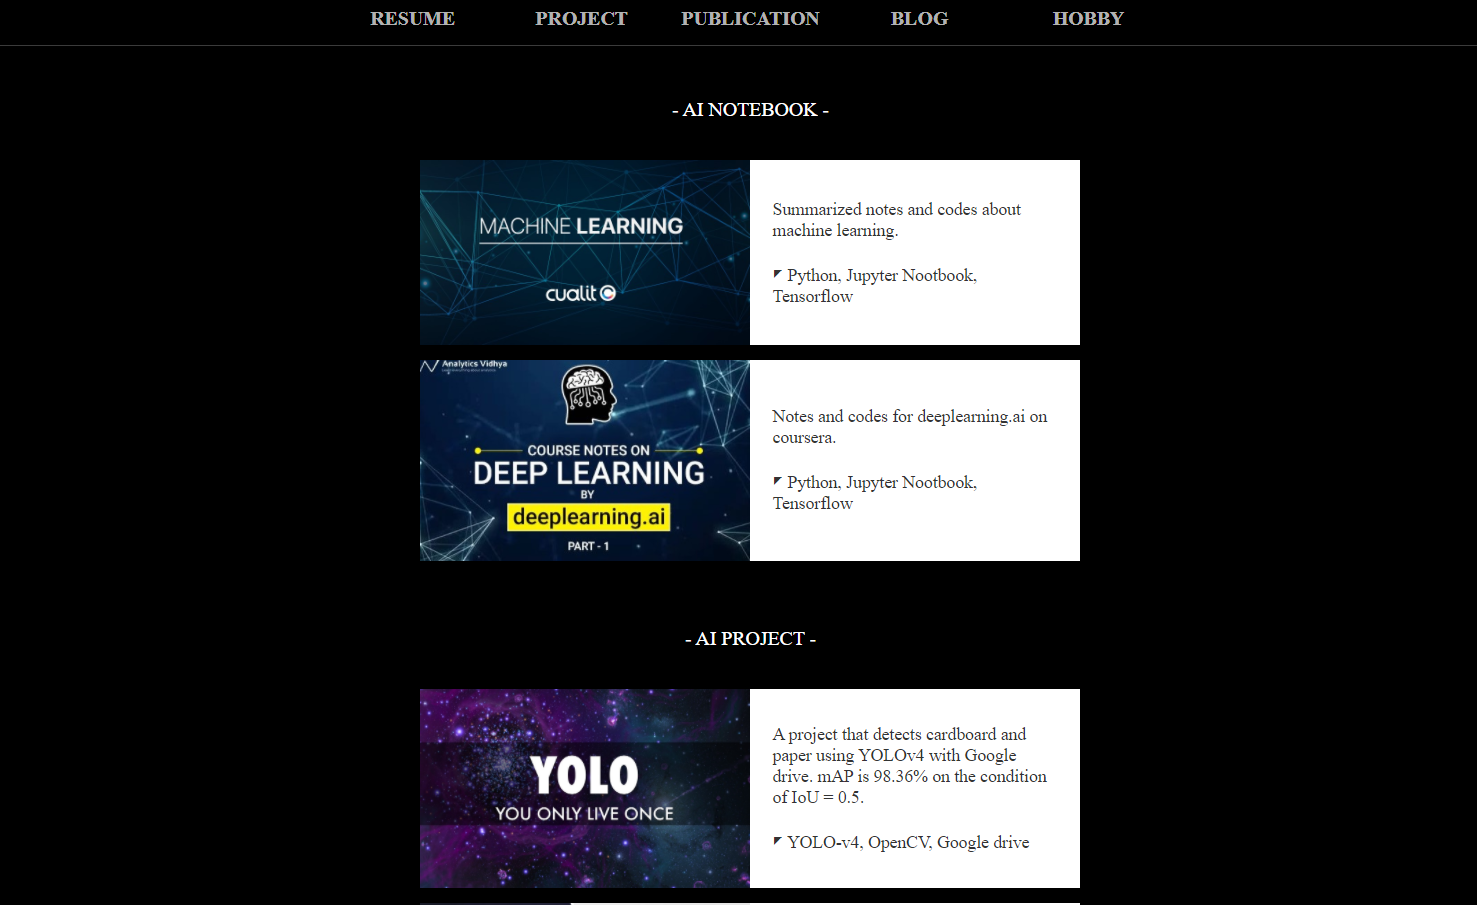 RESUME PROJECT PUBLICATION BLOG HOBBY
- AI NOTEBOOK -
MACHINE LEARNING
cualit
Summarized notes and codes about
machine learning.
Python, Jupyter Nootbook,
Tensorflow
Analytics Vidhya
COURSE NOTES ON
DEEP LEARNING
BY
deeplearning.ai
PART - 1
Notes and codes for deeplearning.ai on
coursera.
Python, Jupyter Nootbook,
Tensorflow
- AI PROJECT -
YOLO
YOU ONLY LIVE ONCE
A project that detects cardboard and
paper using YOLOv4 with Google
drive. mAP is 98.36% on the condition
of IoU = 0.5.
YOLO-v4, OpenCV, Google drive